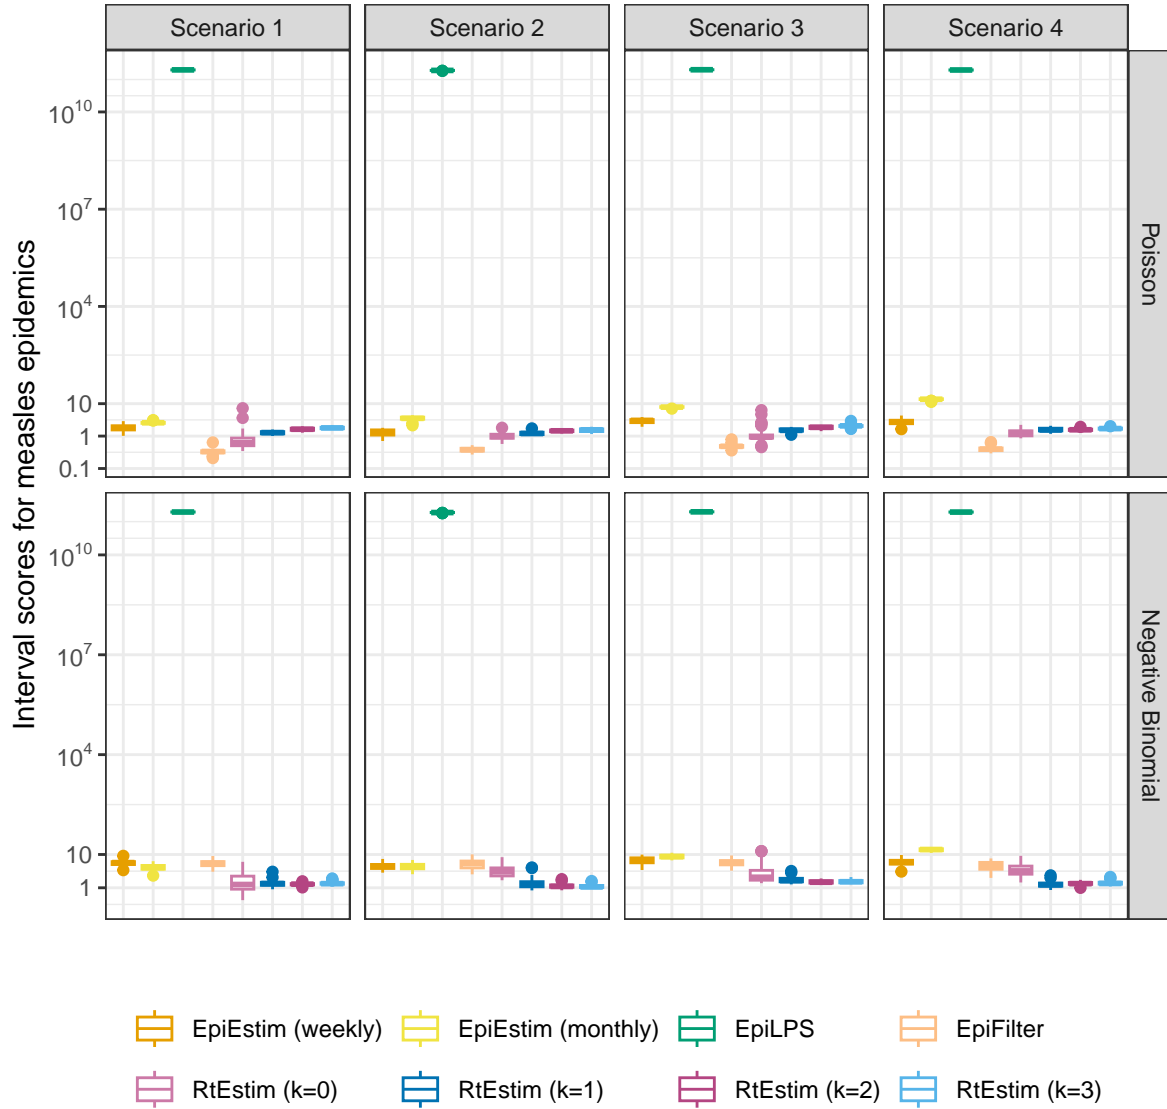 Scenario 1
Scenario 2
Scenario 3
Scenario 4
Interval scores for measles epidemics
10^10
10^7
10^4
10
1
0.1
Poisson
10^10
10^7
10^4
10
1
Negative Binomial
EpiEstim (weekly)
EpiEstim (monthly)
EpiLPS
EpiFilter
RtEstim (k=0)
RtEstim (k=1)
RtEstim (k=2)
RtEstim (k=3)